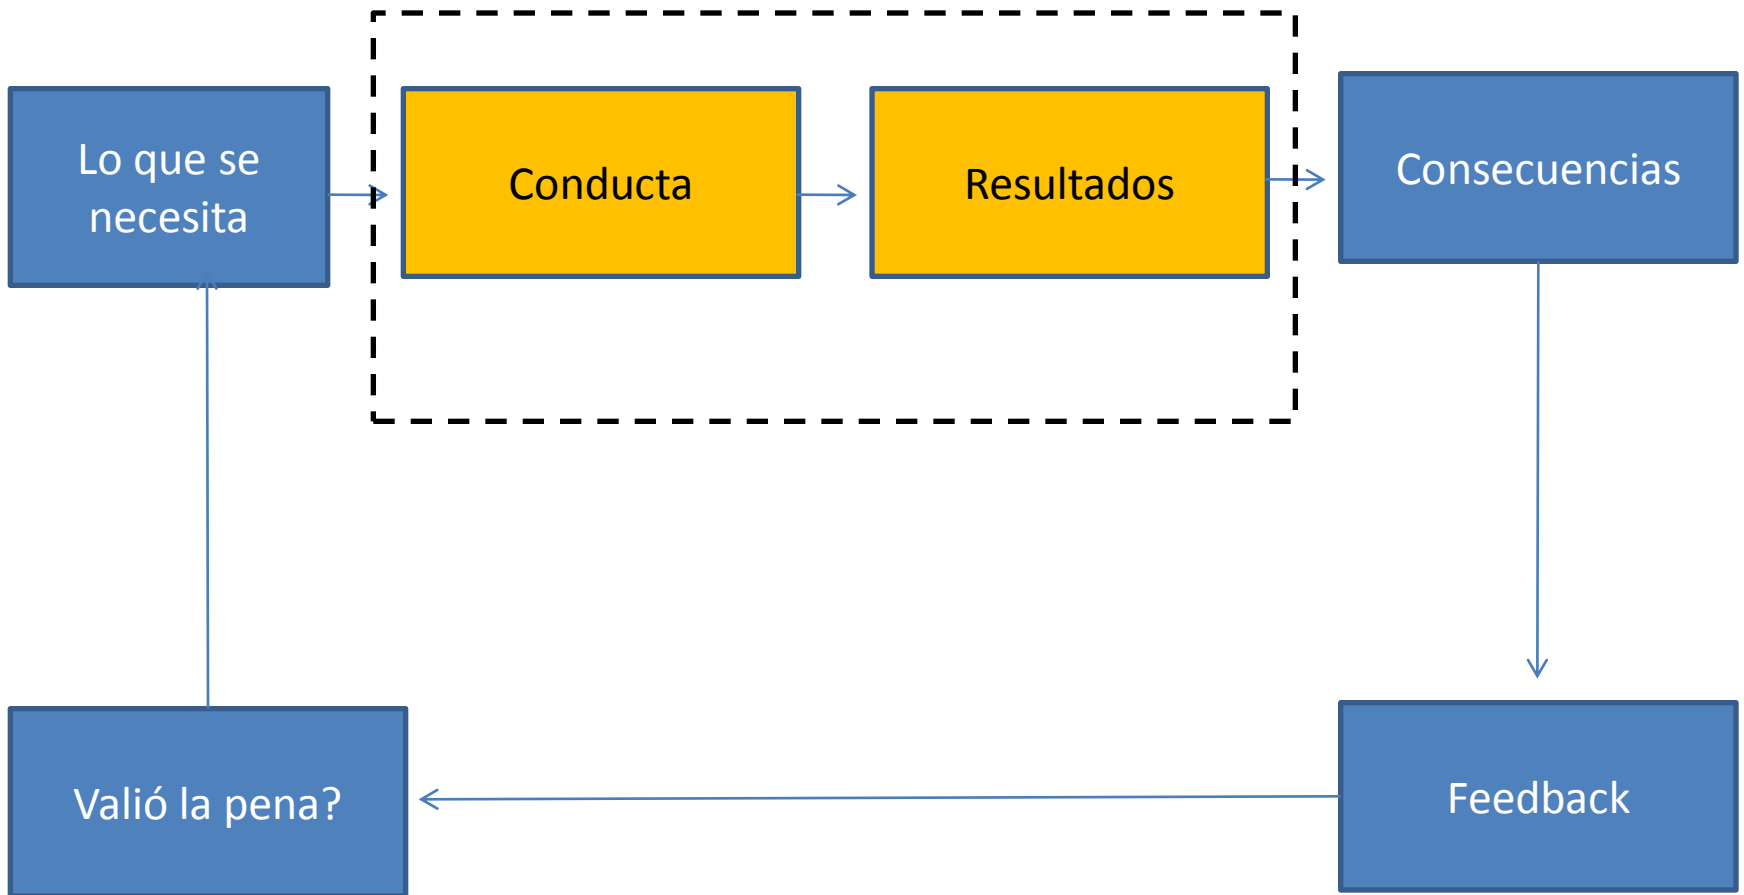 Lo que se
necesita
Conducta
Resultados
Consecuencias
Valió la pena?
Feedback